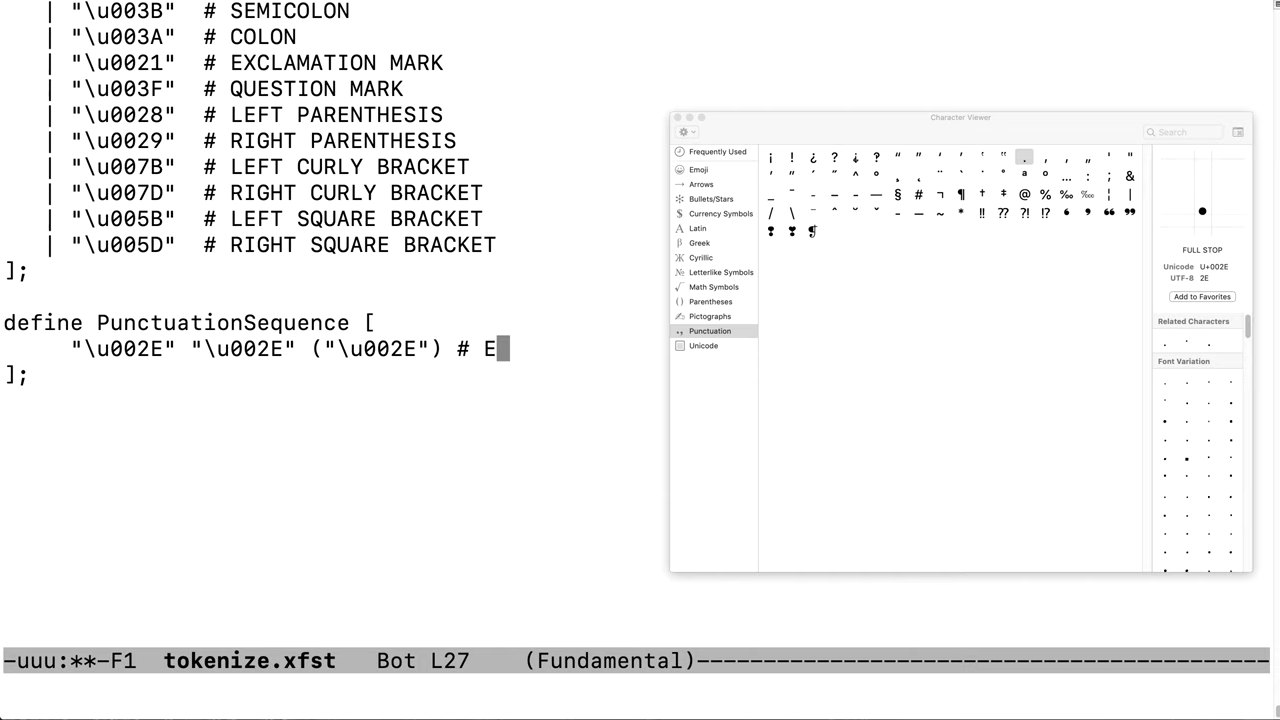 | "\u003B" # SEMICOLON
| "\u003A" # COLON
| "\u0021" # EXCLAMATION MARK
| "\u003F" # QUESTION MARK
| "\u0028" # LEFT PARENTHESIS
| "\u0029" # RIGHT PARENTHESIS
| "\u007B" # LEFT CURLY BRACKET
| "\u007D" # RIGHT CURLY BRACKET
| "\u005B" # LEFT SQUARE BRACKET
| "\u005D" # RIGHT SQUARE BRACKET
];
define PunctuationSequence [
"\u002E" "\u002E" ("\u002E") # E
];
Character Viewer
Search
Frequently Used
Emoji
Arrows
Bullets/Stars
Currency Symbols
Latin
Greek
Cyrillic
Letterlike Symbols
Math Symbols
Parentheses
Pictographs
Punctuation
Unicode
FULL STOP
Unicode U+002E
UTF-8 2E
Add to Favorites
Related Characters
Font Variation
-uuu:**-F1 tokenize.xfst Bot L27 (Fundamental)-------------------------------------------